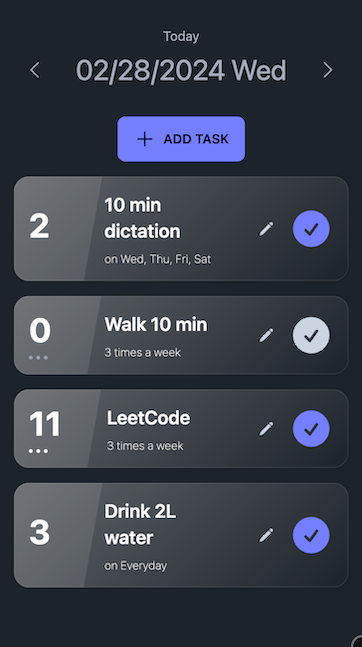 Today
02/28/2024 Wed
ADD TASK
2
10 min
dictation
on Wed, Thu, Fri, Sat
0
Walk 10 min
3 times a week
11
LeetCode
3 times a week
3
Drink 2L
water
on Everyday